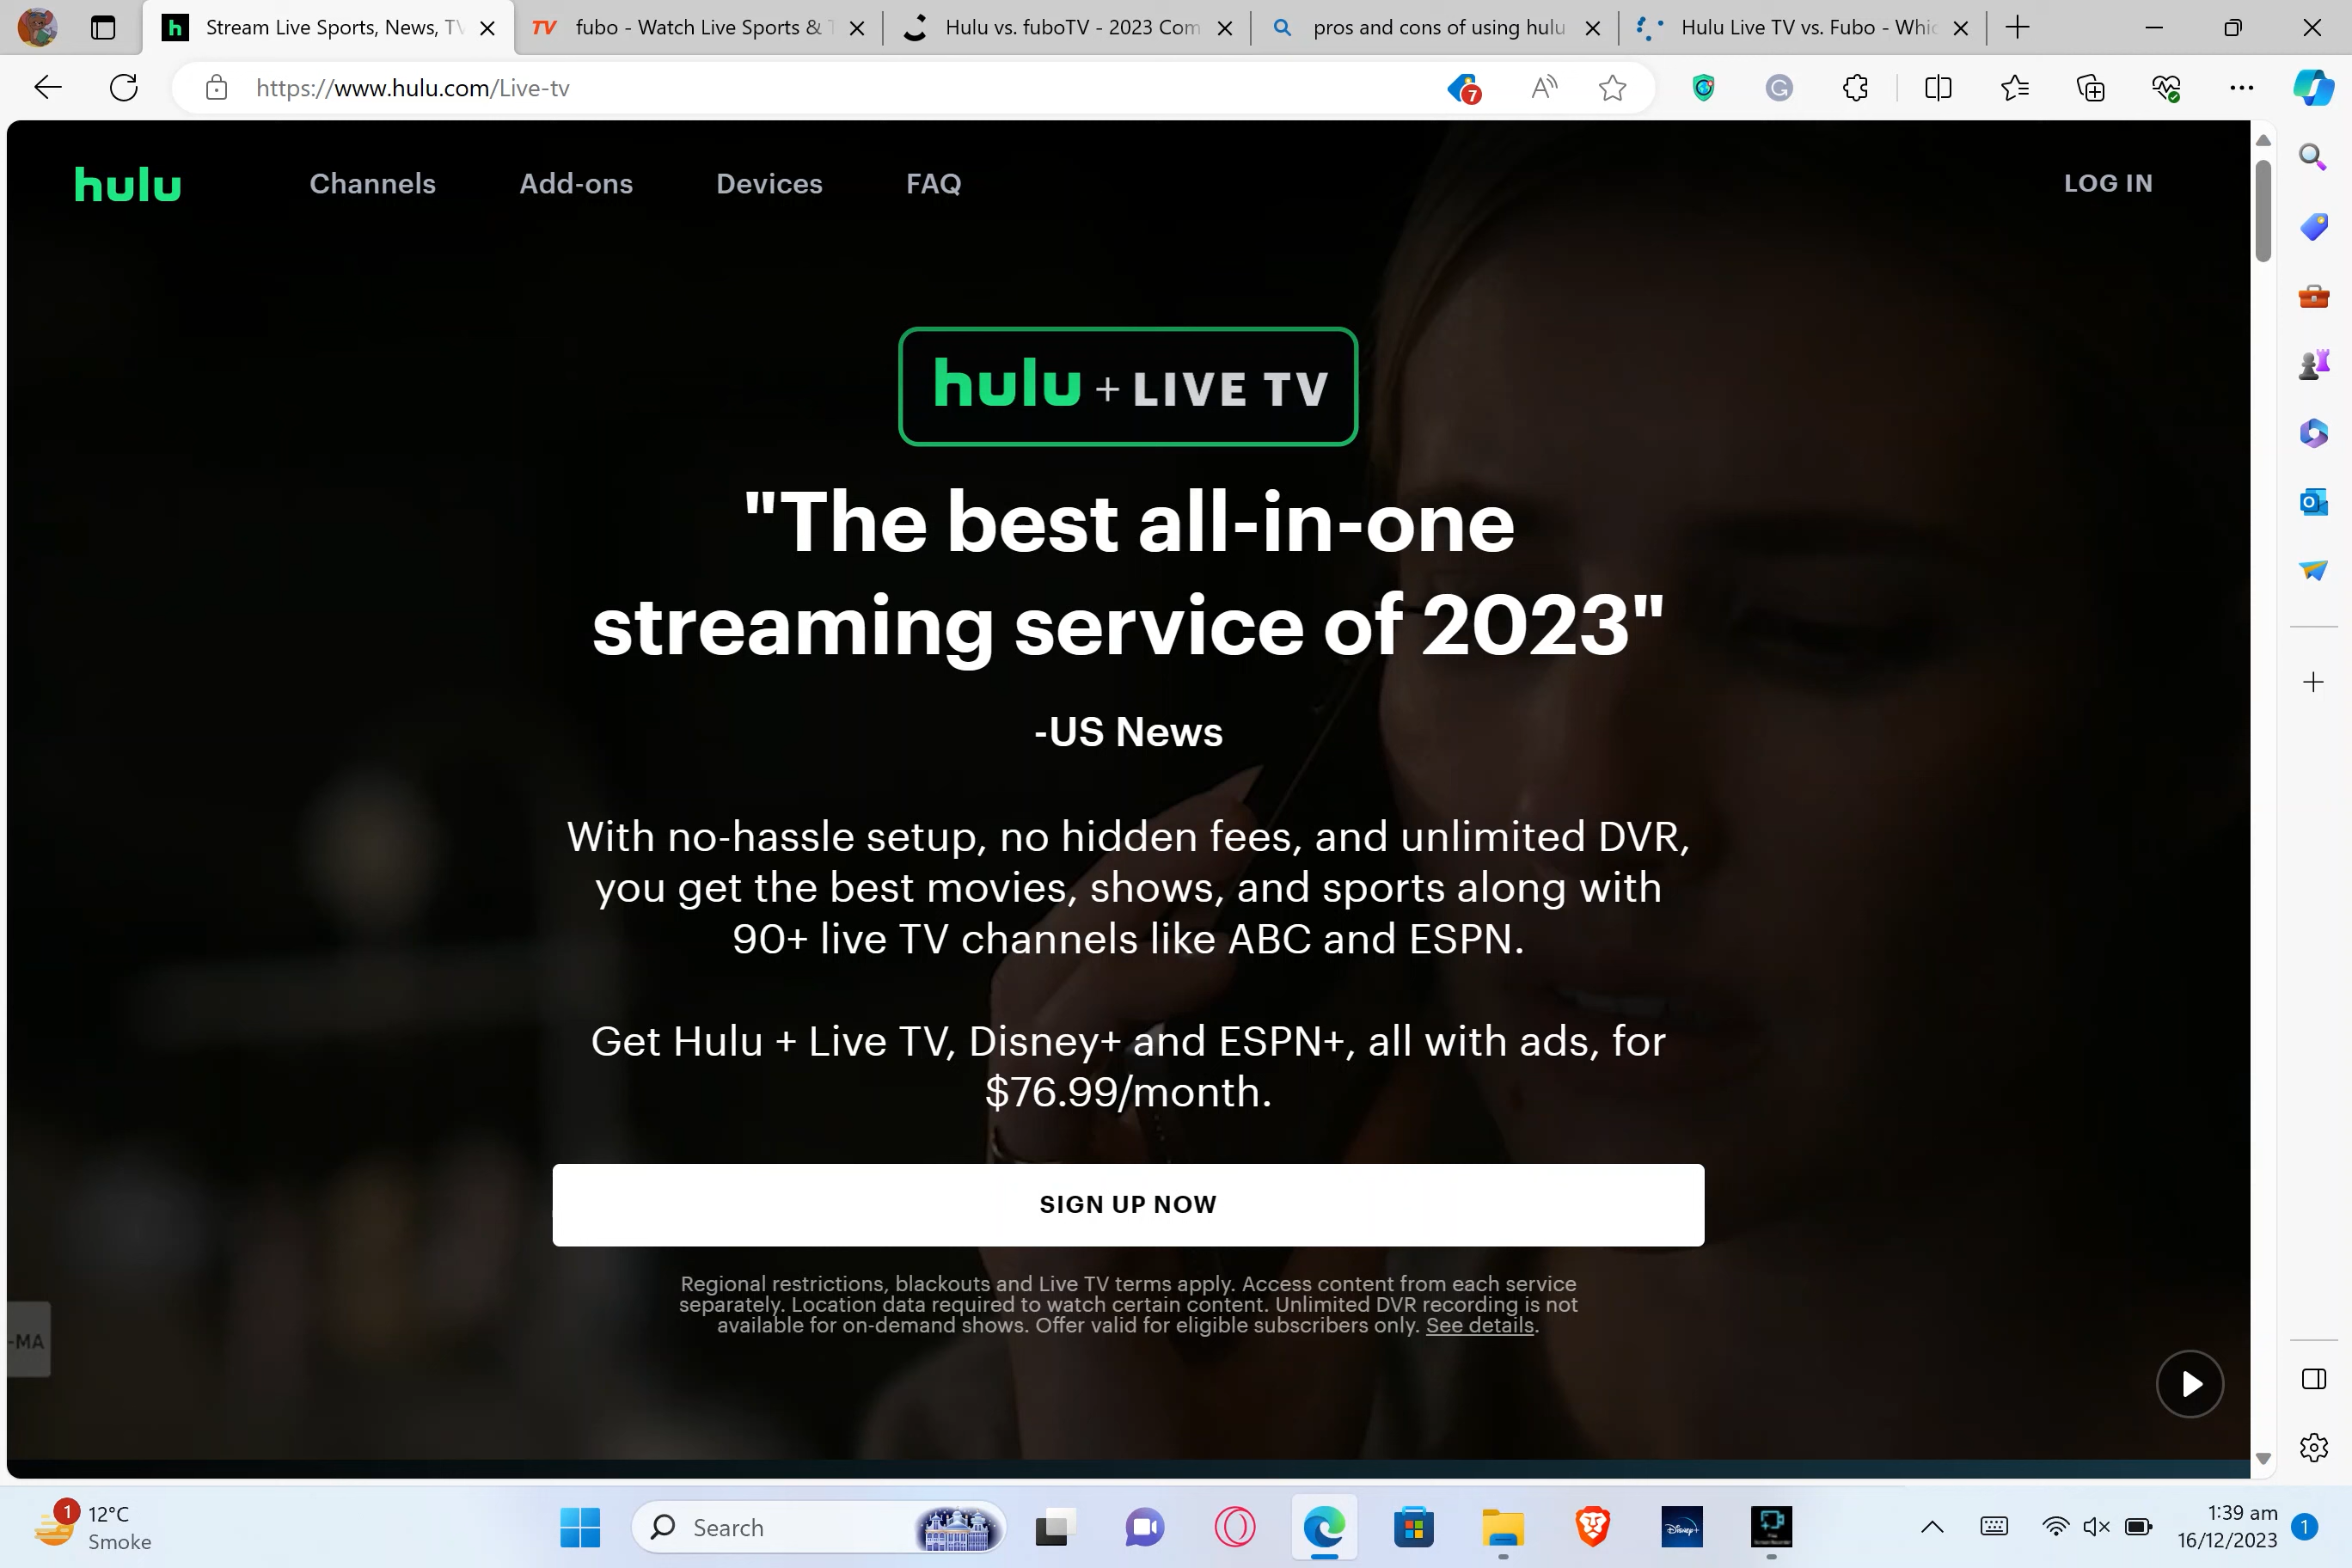 Stream Live Sports, News, TV
TV fubo - Watch Live Sports & T
Hulu vs. fuboTV - 2023 Com
pros and cons of using hulu
Hulu Live TV vs. Fubo - Whic
https://www.hulu.com/Live-tv
7
hulu
Channels
Add-ons
Devices
FAQ
LOG IN
hulu + LIVE TV
"The best all-in-one
streaming service of 2023"
-US News
With no-hassle setup, no hidden fees, and unlimited DVR,
you get the best movies, shows, and sports along with
90+ live TV channels like ABC and ESPN.
Get Hulu + Live TV, Disney+ and ESPN+, all with ads, for
$76.99/month.
SIGN UP NOW
Regional restrictions, blackouts and Live TV terms apply. Access content from each service
separately. Location data required to watch certain content. Unlimited DVR recording is not
available for on-demand shows. Offer valid for eligible subscribers only. See details.
-MA
1
12°C
Smoke
Search
Disney+
1:39 am
16/12/2023
1